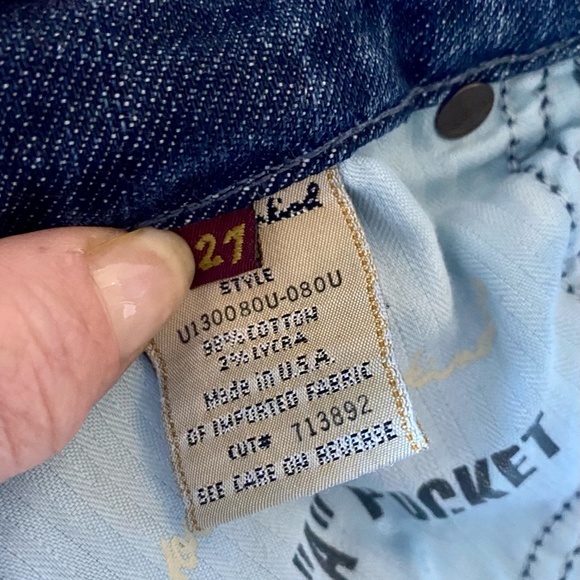 27
STYLE
U130080U-080U
98% COTTON
2% LYCRA
Made in U.S.A.
OF IMPORTED FABRIC
CUT# 713892
SEE CARE ON REVERSE
"A" POCKET